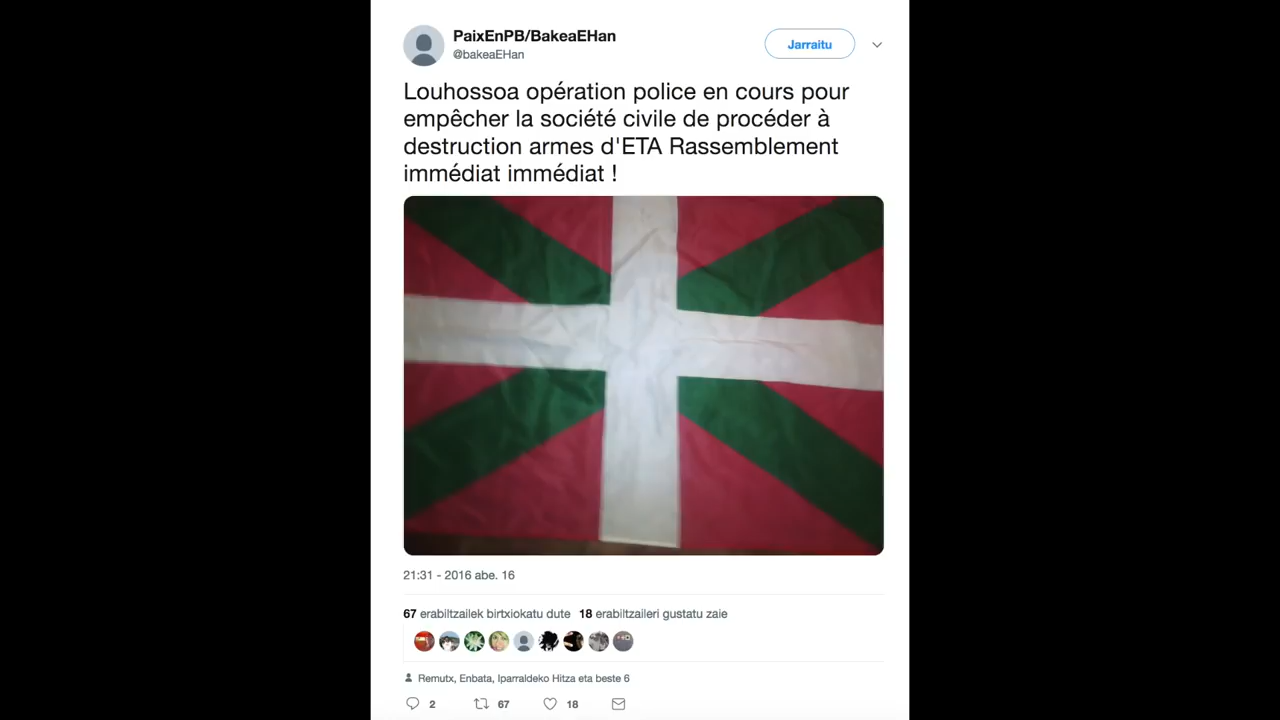 PaixEnPB/BakeaEHan
@bakeaEHan
Jarraitu
Louhossoa opération police en cours pour
empêcher la société civile de procéder à
destruction armes d'ETA Rassemblement
immédiat immédiat !
21:31 - 2016 abe. 16
67 erabiltzailek birtxiokatu dute 18 erabiltzaileri gustatu zaie
Remutx, Enbata, Iparraldeko Hitza eta beste 6
2 67 18